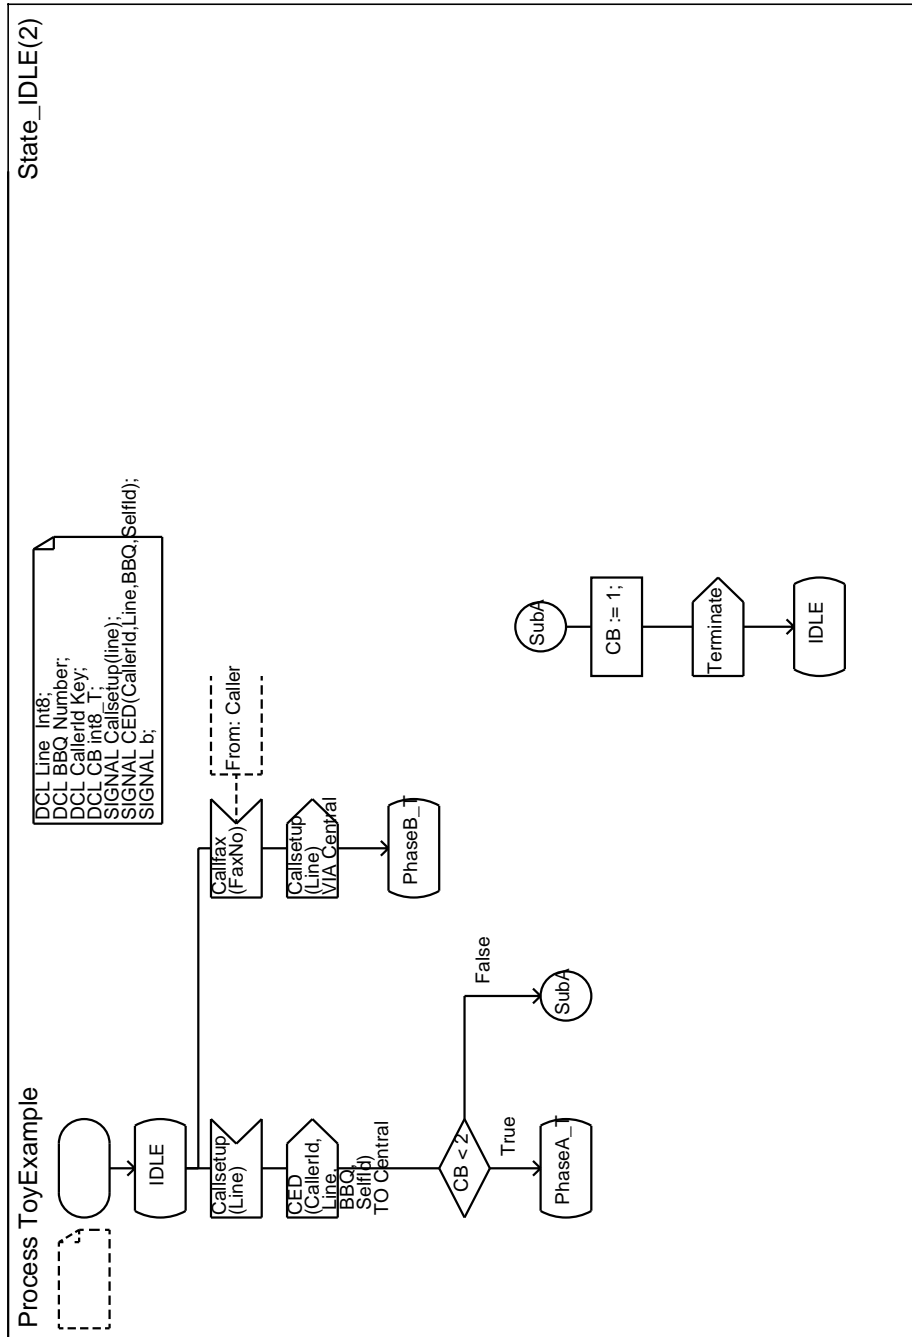 Process ToyExample
State_IDLE(2)
DCL Line  Int8;
DCL BBQ Number;
DCL CallerId Key;
DCL CB int8_T;
SIGNAL Callsetup(line);
SIGNAL CED(CallerId,Line,BBQ,SelfId);
SIGNAL b;
IDLE
Callsetup
(Line)
CED
(CallerId,
Line,
BBQ,
SelfId)
TO Central
CB < 2
True
False
PhaseA_T
SubA
Callfax
(FaxNo)
From: Caller
Callsetup
(Line)
VIA Central
PhaseB_T
SubA
CB := 1;
Terminate
IDLE